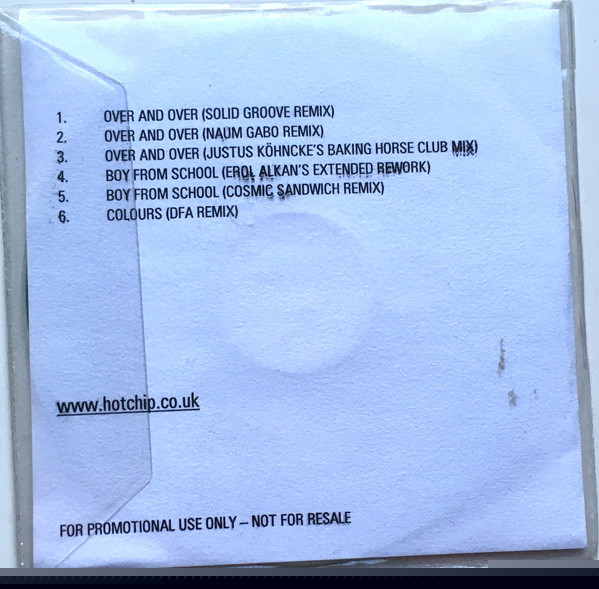 1. OVER AND OVER (SOLID GROOVE REMIX)
2. OVER AND OVER (NAUM GABO REMIX)
3. OVER AND OVER (JUSTUS KÖHNCKE'S BAKING HORSE CLUB MIX)
4. BOY FROM SCHOOL (EROL ALKAN'S EXTENDED REWORK)
5. BOY FROM SCHOOL (COSMIC SANDWICH REMIX)
6. COLOURS (DFA REMIX)
www.hotchip.co.uk
FOR PROMOTIONAL USE ONLY – NOT FOR RESALE